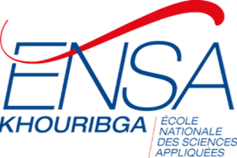 ENSA
KHOURIBGA
ÉCOLE
NATIONALE
DES SCIENCES
APPLIQUÉES